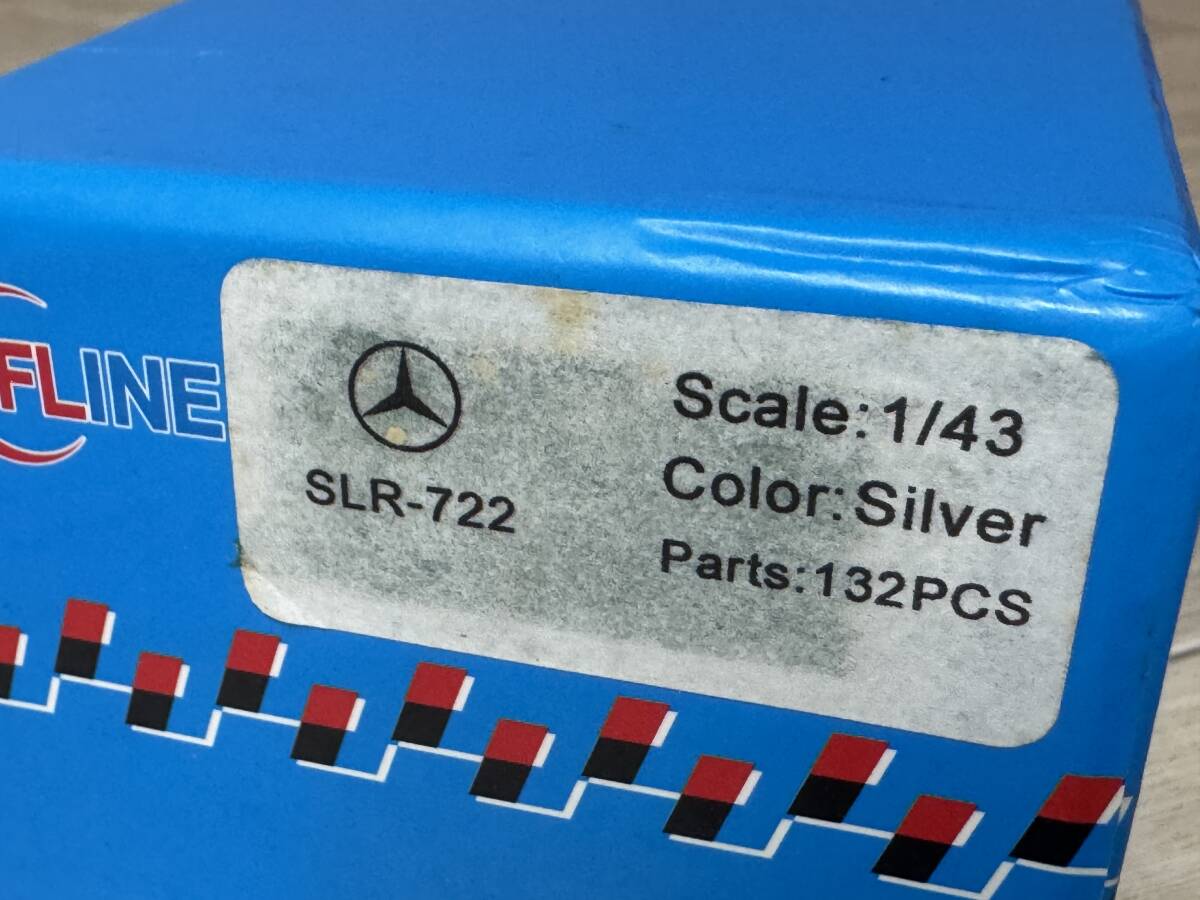 FLINE
SLR-722
Scale:1/43
Color:Silver
Parts:132PCS